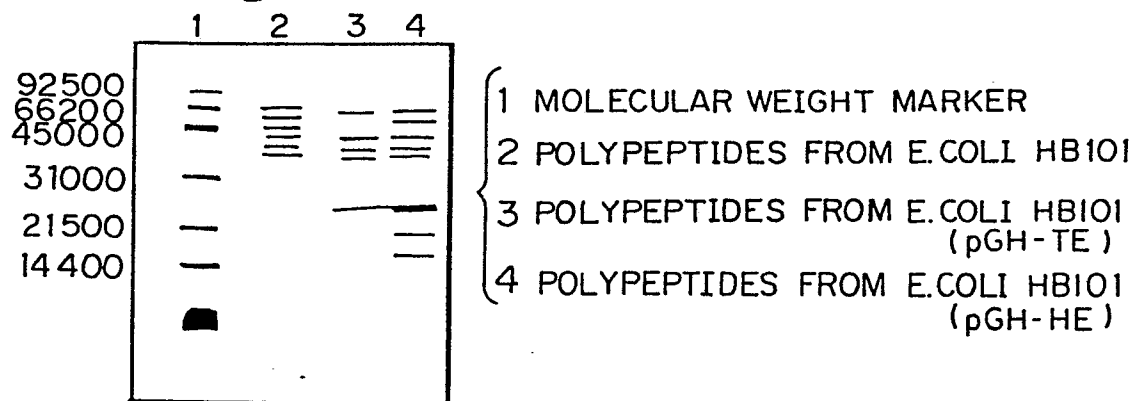 1 2 3 4
92500
66200
45000
31000
21500
14400
1 MOLECULAR WEIGHT MARKER
2 POLYPEPTIDES FROM E.COLI HB101
3 POLYPEPTIDES FROM E.COLI HB101
(pGH-TE)
4 POLYPEPTIDES FROM E.COLI HB101
(pGH-HE)